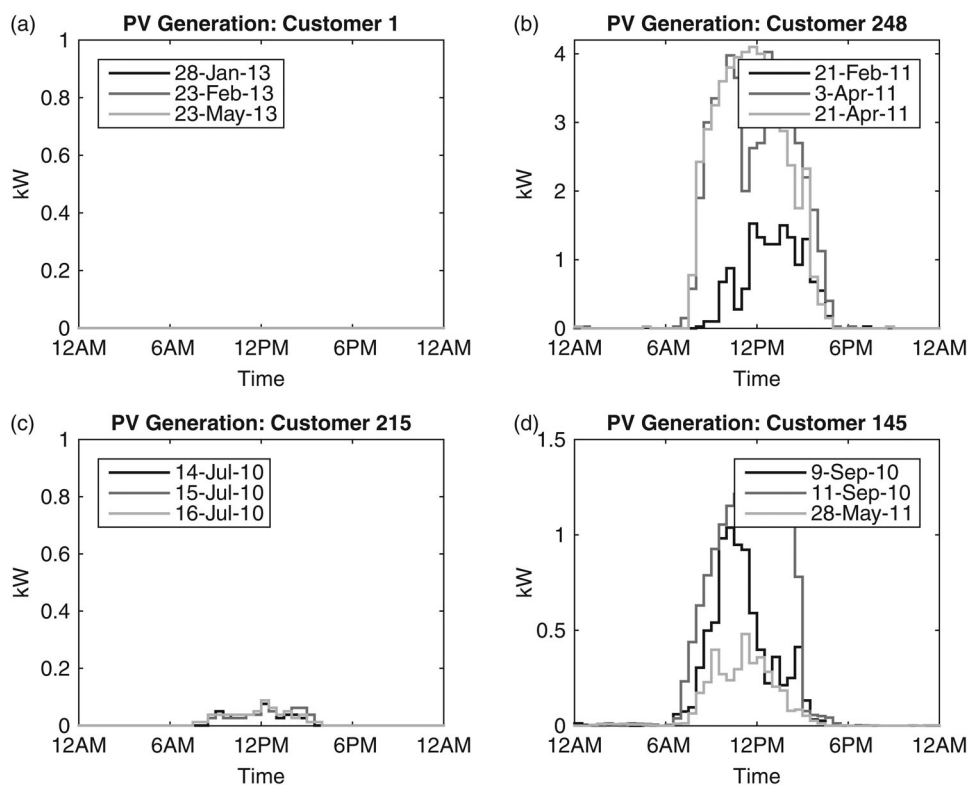 (a) PV Generation: Customer 1
1
28-Jan-13
23-Feb-13
23-May-13
0.8
0.6
kW
0.4
0.2
0
12AM 6AM 12PM 6PM 12AM
Time
(b) PV Generation: Customer 248
4
21-Feb-11
3-Apr-11
21-Apr-11
3
kW
2
1
0
12AM 6AM 12PM 6PM 12AM
Time
(c) PV Generation: Customer 215
1
14-Jul-10
15-Jul-10
16-Jul-10
0.8
0.6
kW
0.4
0.2
0
12AM 6AM 12PM 6PM 12AM
Time
(d) PV Generation: Customer 145
1.5
9-Sep-10
11-Sep-10
28-May-11
1
kW
0.5
0
12AM 6AM 12PM 6PM 12AM
Time